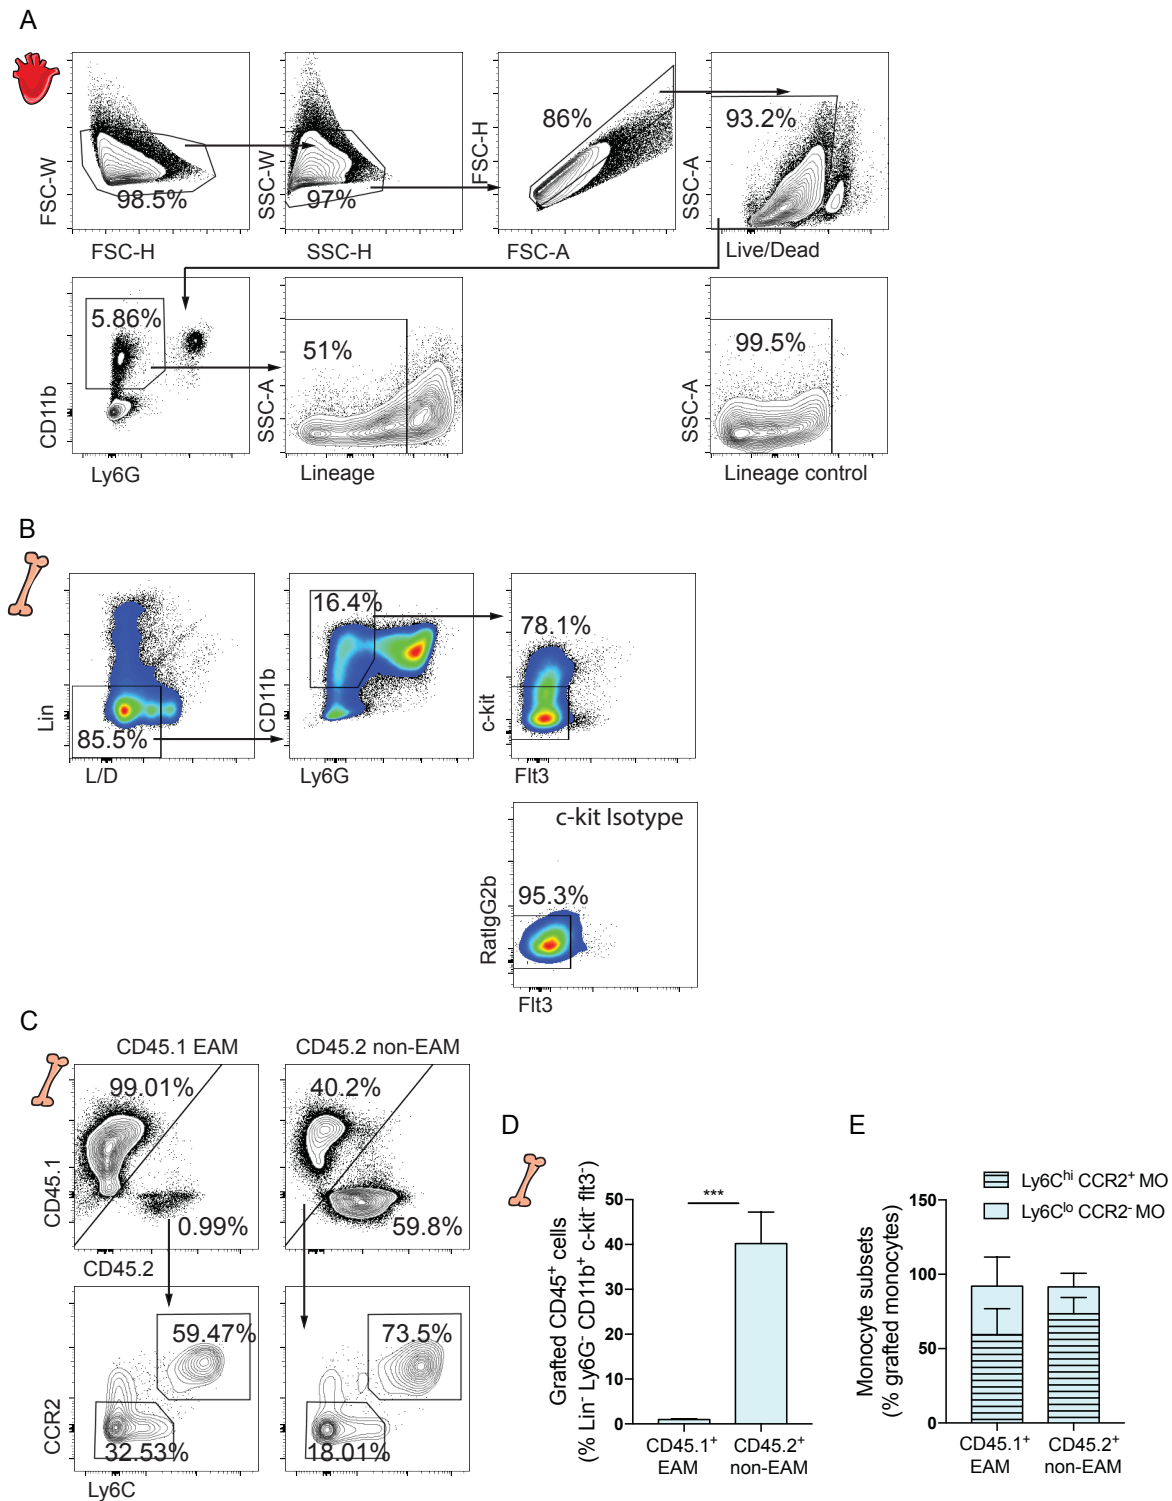 A
FSC-W
98.5%
FSC-H
SSC-W
97%
SSC-H
FSC-H
86%
FSC-A
SSC-A
93.2%
Live/Dead
CD11b
5.86%
Ly6G
SSC-A
51%
Lineage
SSC-A
99.5%
Lineage control
B
Lin
85.5%
L/D
CD11b
16.4%
Ly6G
c-kit
78.1%
Flt3
c-kit Isotype
RatIgG2b
95.3%
Flt3
C
CD45.1 EAM
CD45.2 non-EAM
CD45.1
99.01%
0.99%
CD45.2
40.2%
59.8%
CCR2
59.47%
32.53%
Ly6C
73.5%
18.01%
D
Grafted CD45⁺ cells
(% Lin⁻ Ly6G⁻ CD11b⁺ c-kit⁻ flt3⁻)
50
40
30
20
10
0
***
CD45.1⁺
EAM
CD45.2⁺
non-EAM
E
Ly6Cʰⁱ CCR2⁺ MO
Ly6Cˡᵒ CCR2⁻ MO
Monocyte subsets
(% grafted monocytes)
150
100
50
0
CD45.1⁺
EAM
CD45.2⁺
non-EAM